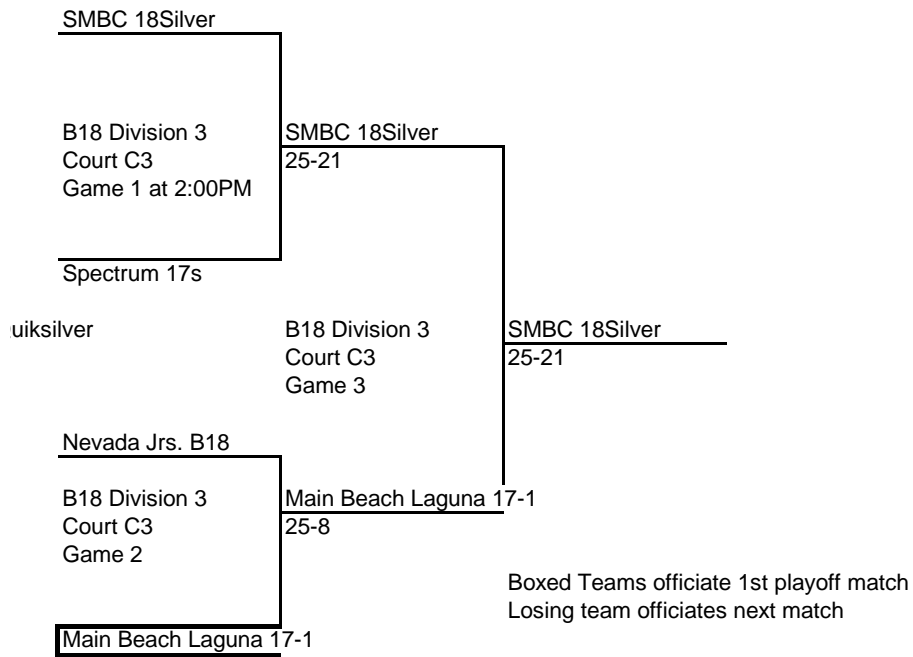 SMBC 18Silver
B18 Division 3
Court C3
Game 1 at 2:00PM
SMBC 18Silver
25-21
Spectrum 17s
uiksilver
B18 Division 3
Court C3
Game 3
SMBC 18Silver
25-21
Nevada Jrs. B18
B18 Division 3
Court C3
Game 2
Main Beach Laguna 17-1
25-8
Boxed Teams officiate 1st playoff match
Losing team officiates next match
Main Beach Laguna 17-1